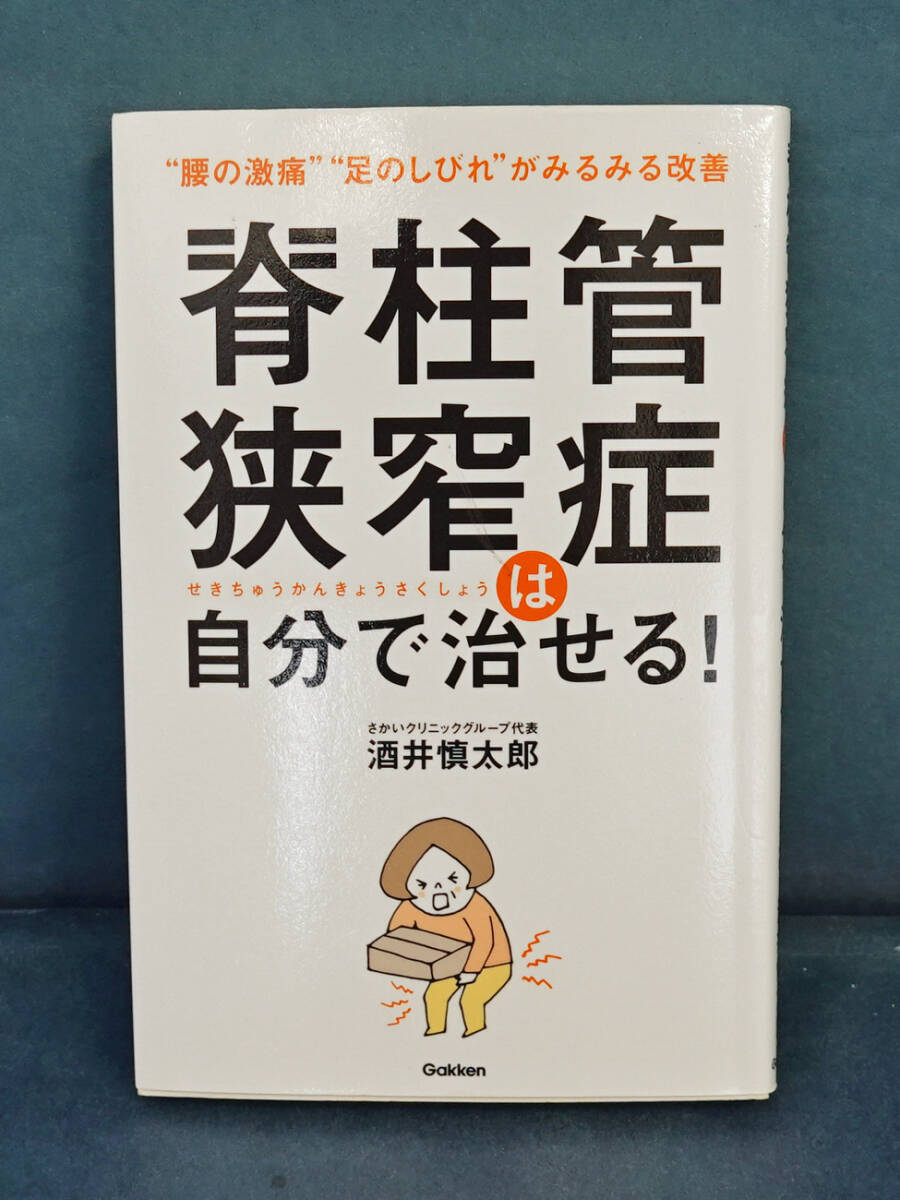 “腰の激痛”“足のしびれ”がみるみる改善
脊柱管
狭窄症は
せきちゅうかんきょうさくしょう
自分で治せる!
さかいクリニックグループ代表
酒井慎太郎
Gakken